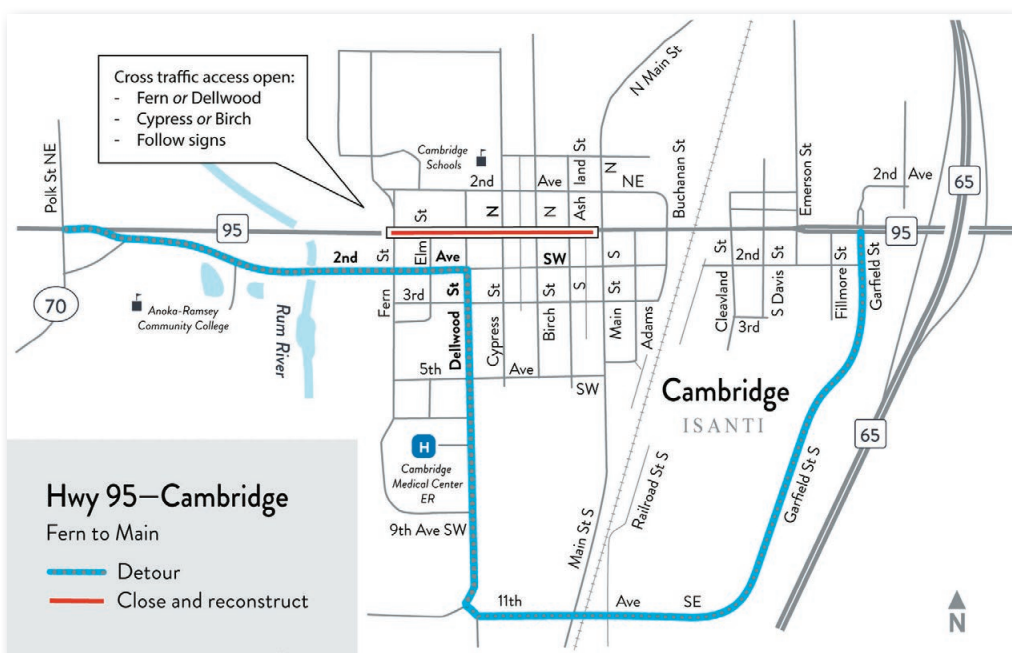 Cross traffic access open:
- Fern or Dellwood
- Cypress or Birch
- Follow signs
N Main St
Polk St NE
Cambridge
Schools
2nd Ave NE
Elm St
N
N
Ash land St
N
Buchanan St
Emerson St
2nd Ave
65
95
95
2nd Ave SW
70
Anoka-Ramsey
Community College
Rum River
Fern St
3rd
Dellwood St
Cypress St
Birch St
S
Main St S
Adams
Cleavland St
2nd
3rd
S Davis St
Fillmore St
Garfield St
5th Ave SW
Cambridge
ISANTI
65
H
Cambridge
Medical Center
ER
9th Ave SW
Main St S
Railroad St S
Garfield St S
11th Ave SE
Hwy 95—Cambridge
Fern to Main
Detour
Close and reconstruct
N